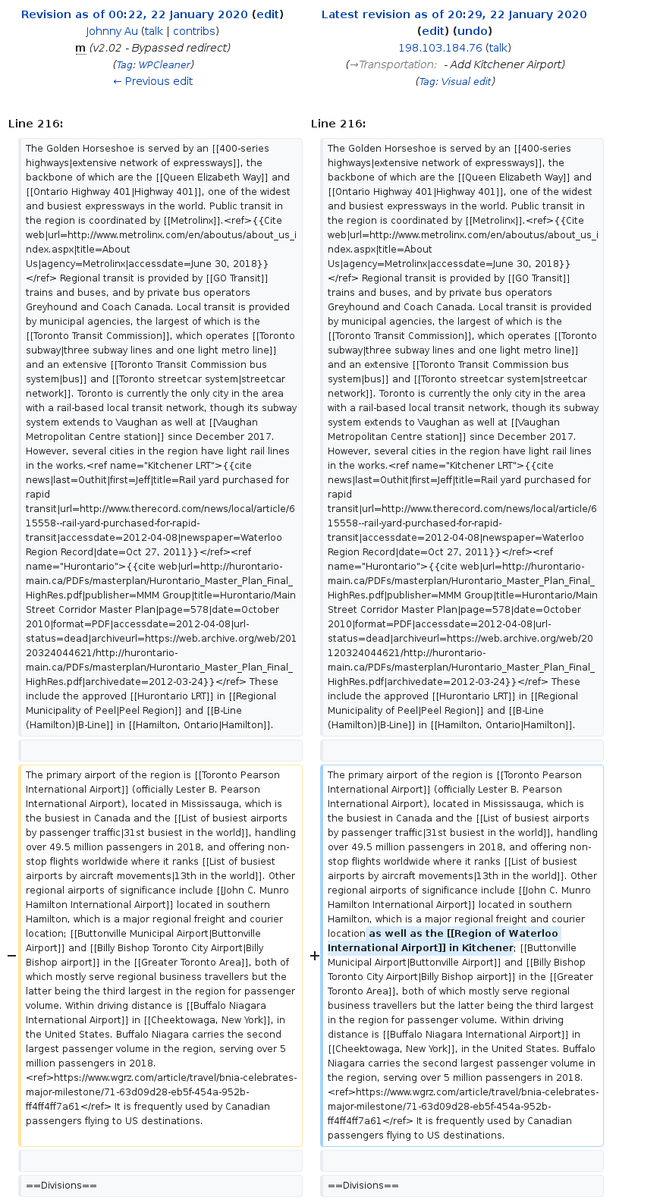 Revision as of 00:22, 22 January 2020 (edit)
Johnny Au (talk | contribs)
m (v2.02 - Bypassed redirect)
(Tag: WPCleaner)
← Previous edit
Line 216:
The Golden Horseshoe is served by an [[400-series
highways|extensive network of expressways]], the
backbone of which are the [[Queen Elizabeth Way]] and
[[Ontario Highway 401|Highway 401]], one of the widest
and busiest expressways in the world. Public transit in
the region is coordinated by [[Metrolinx]].<ref>{{Cite
web|url=http://www.metrolinx.com/en/aboutus/about_us_i
ndex.aspx|title=About
Us|agency=Metrolinx|accessdate=June 30, 2018}}
</ref> Regional transit is provided by [[GO Transit]]
trains and buses, and by private bus operators
Greyhound and Coach Canada. Local transit is provided
by municipal agencies, the largest of which is the
[[Toronto Transit Commission]], which operates [[Toronto
subway|three subway lines and one light metro line]]
and an extensive [[Toronto Transit Commission bus
system|bus]] and [[Toronto streetcar system|streetcar
network]]. Toronto is currently the only city in the area
with a rail-based local transit network, though its subway
system extends to Vaughan as well at [[Vaughan
Metropolitan Centre station]] since December 2017.
However, several cities in the region have light rail lines
in the works.<ref name="Kitchener LRT">{{cite
news|last=Outhit|first=Jeff|title=Rail yard purchased for
rapid
transit|url=http://www.therecord.com/news/local/article/6
15558--rail-yard-purchased-for-rapid-
transit|accessdate=2012-04-08|newspaper=Waterloo
Region Record|date=Oct 27, 2011}}</ref><ref
name="Hurontario">{{cite web|url=http://hurontario-
main.ca/PDFs/masterplan/Hurontario_Master_Plan_Final_
HighRes.pdf|publisher=MMM Group|title=Hurontario/Main
Street Corridor Master Plan|page=578|date=October
2010|format=PDF|accessdate=2012-04-08|url-
status=dead|archiveurl=https://web.archive.org/web/201
20324044621/http://hurontario-
main.ca/PDFs/masterplan/Hurontario_Master_Plan_Final_
HighRes.pdf|archivedate=2012-03-24}}</ref> These
include the approved [[Hurontario LRT]] in [[Regional
Municipality of Peel|Peel Region]] and [[B-Line
(Hamilton)|B-Line]] in [[Hamilton, Ontario|Hamilton]].
−
The primary airport of the region is [[Toronto Pearson
International Airport]] (officially Lester B. Pearson
International Airport), located in Mississauga, which is
the busiest in Canada and the [[List of busiest airports
by passenger traffic|31st busiest in the world]], handling
over 49.5 million passengers in 2018, and offering non-
stop flights worldwide where it ranks [[List of busiest
airports by aircraft movements|13th in the world]]. Other
regional airports of significance include [[John C. Munro
Hamilton International Airport]] located in southern
Hamilton, which is a major regional freight and courier
location; [[Buttonville Municipal Airport|Buttonville
Airport]] and [[Billy Bishop Toronto City Airport|Billy
Bishop airport]] in the [[Greater Toronto Area]], both of
which mostly serve regional business travellers but the
latter being the third largest in the region for passenger
volume. Within driving distance is [[Buffalo Niagara
International Airport]] in [[Cheektowaga, New York]], in
the United States. Buffalo Niagara carries the second
largest passenger volume in the region, serving over 5
million passengers in 2018.
<ref>https://www.wgrz.com/article/travel/bnia-celebrates-
major-milestone/71-63d09d28-eb5f-454a-952b-
ff4ff4ff7a61</ref> It is frequently used by Canadian
passengers flying to US destinations.
==Divisions==
Latest revision as of 20:29, 22 January 2020
(edit) (undo)
198.103.184.76 (talk)
(→Transportation: - Add Kitchener Airport)
(Tag: Visual edit)
Line 216:
The Golden Horseshoe is served by an [[400-series
highways|extensive network of expressways]], the
backbone of which are the [[Queen Elizabeth Way]] and
[[Ontario Highway 401|Highway 401]], one of the widest
and busiest expressways in the world. Public transit in
the region is coordinated by [[Metrolinx]].<ref>{{Cite
web|url=http://www.metrolinx.com/en/aboutus/about_us_i
ndex.aspx|title=About
Us|agency=Metrolinx|accessdate=June 30, 2018}}
</ref> Regional transit is provided by [[GO Transit]]
trains and buses, and by private bus operators
Greyhound and Coach Canada. Local transit is provided
by municipal agencies, the largest of which is the
[[Toronto Transit Commission]], which operates [[Toronto
subway|three subway lines and one light metro line]]
and an extensive [[Toronto Transit Commission bus
system|bus]] and [[Toronto streetcar system|streetcar
network]]. Toronto is currently the only city in the area
with a rail-based local transit network, though its subway
system extends to Vaughan as well at [[Vaughan
Metropolitan Centre station]] since December 2017.
However, several cities in the region have light rail lines
in the works.<ref name="Kitchener LRT">{{cite
news|last=Outhit|first=Jeff|title=Rail yard purchased for
rapid
transit|url=http://www.therecord.com/news/local/article/6
15558--rail-yard-purchased-for-rapid-
transit|accessdate=2012-04-08|newspaper=Waterloo
Region Record|date=Oct 27, 2011}}</ref><ref
name="Hurontario">{{cite web|url=http://hurontario-
main.ca/PDFs/masterplan/Hurontario_Master_Plan_Final_
HighRes.pdf|publisher=MMM Group|title=Hurontario/Main
Street Corridor Master Plan|page=578|date=October
2010|format=PDF|accessdate=2012-04-08|url-
status=dead|archiveurl=https://web.archive.org/web/20
120324044621/http://hurontario-
main.ca/PDFs/masterplan/Hurontario_Master_Plan_Final_
HighRes.pdf|archivedate=2012-03-24}}</ref> These
include the approved [[Hurontario LRT]] in [[Regional
Municipality of Peel|Peel Region]] and [[B-Line
(Hamilton)|B-Line]] in [[Hamilton, Ontario|Hamilton]].
+
The primary airport of the region is [[Toronto Pearson
International Airport]] (officially Lester B. Pearson
International Airport), located in Mississauga, which is
the busiest in Canada and the [[List of busiest airports
by passenger traffic|31st busiest in the world]], handling
over 49.5 million passengers in 2018, and offering non-
stop flights worldwide where it ranks [[List of busiest
airports by aircraft movements|13th in the world]]. Other
regional airports of significance include [[John C. Munro
Hamilton International Airport]] located in southern
Hamilton, which is a major regional freight and courier
location as well as the [[Region of Waterloo
International Airport]] in Kitchener; [[Buttonville
Municipal Airport|Buttonville Airport]] and [[Billy Bishop
Toronto City Airport|Billy Bishop airport]] in the [[Greater
Toronto Area]], both of which mostly serve regional
business travellers but the latter being the third largest
in the region for passenger volume. Within driving
distance is [[Buffalo Niagara International Airport]] in
[[Cheektowaga, New York]], in the United States. Buffalo
Niagara carries the second largest passenger volume in
the region, serving over 5 million passengers in 2018.
<ref>https://www.wgrz.com/article/travel/bnia-celebrates-
major-milestone/71-63d09d28-eb5f-454a-952b-
ff4ff4ff7a61</ref> It is frequently used by Canadian
passengers flying to US destinations.
==Divisions==